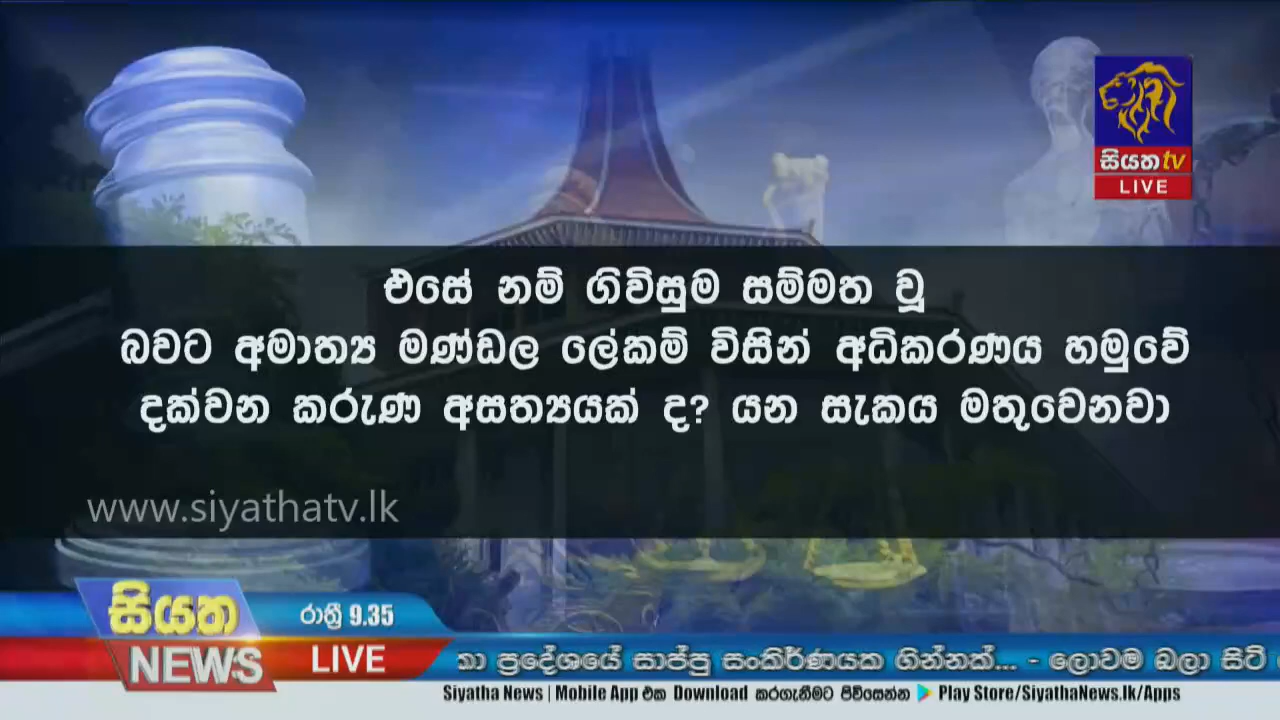 සියත tv
LIVE
එසේ නම් ගිවිසුම සම්මත වූ
බවට අමාත්‍ය මණ්ඩල ලේකම් විසින් අධිකරණය හමුවේ
දක්වන කරුණ අසත්‍යයක් ද? යන සැකය මතුවෙනවා
www.siyathatv.lk
සියත
NEWS
රාත්‍රී 9.35
LIVE
ප්‍රදේශයේ සාප්පු සංකීර්ණයක ගින්නක්... - ලොවම බලා සිටි
Siyatha News | Mobile App එක Download කරගැනීමට පිවිසෙන්න Play Store/SiyathaNews.lk/Apps